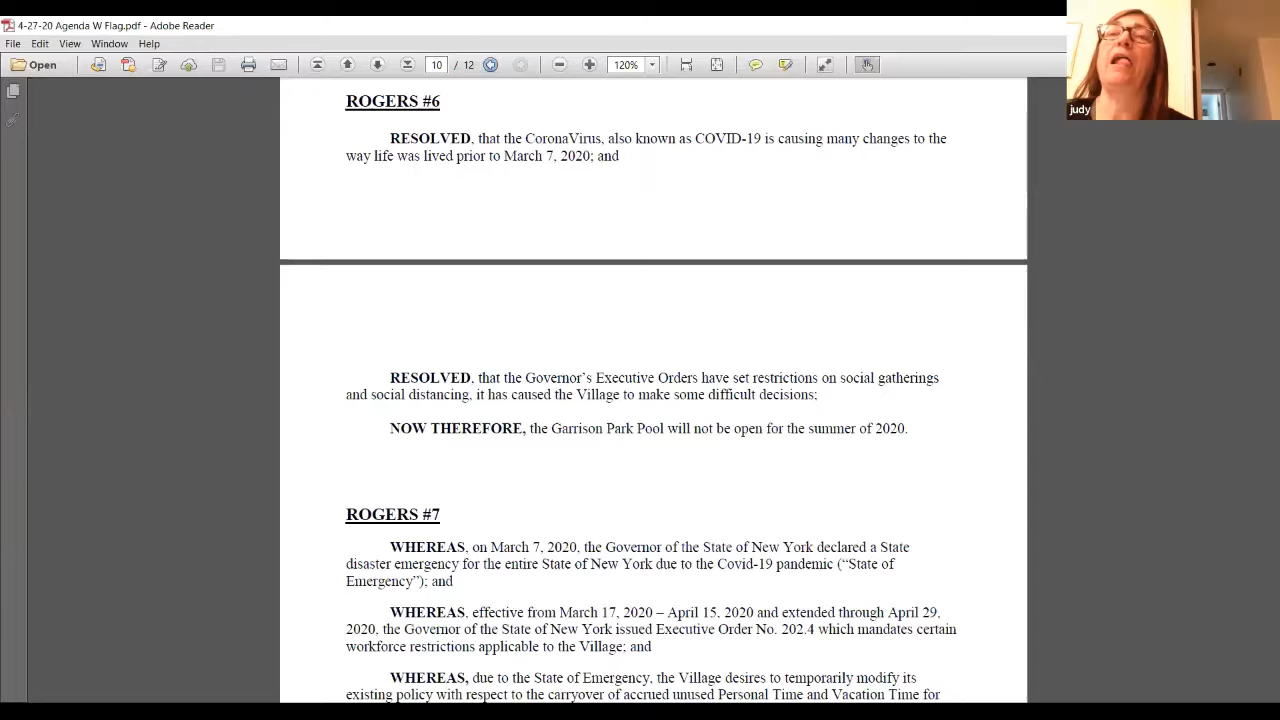 4-27-20 Agenda W Flag.pdf - Adobe Reader
File Edit View Window Help
Open 10 / 12 120%
judy
ROGERS #6
RESOLVED, that the CoronaVirus, also known as COVID-19 is causing many changes to the
way life was lived prior to March 7, 2020; and
RESOLVED, that the Governor's Executive Orders have set restrictions on social gatherings
and social distancing, it has caused the Village to make some difficult decisions;
NOW THEREFORE, the Garrison Park Pool will not be open for the summer of 2020.
ROGERS #7
WHEREAS, on March 7, 2020, the Governor of the State of New York declared a State
disaster emergency for the entire State of New York due to the Covid-19 pandemic (“State of
Emergency”); and
WHEREAS, effective from March 17, 2020 – April 15, 2020 and extended through April 29,
2020, the Governor of the State of New York issued Executive Order No. 202.4 which mandates certain
workforce restrictions applicable to the Village; and
WHEREAS, due to the State of Emergency, the Village desires to temporarily modify its
existing policy with respect to the carryover of accrued unused Personal Time and Vacation Time for